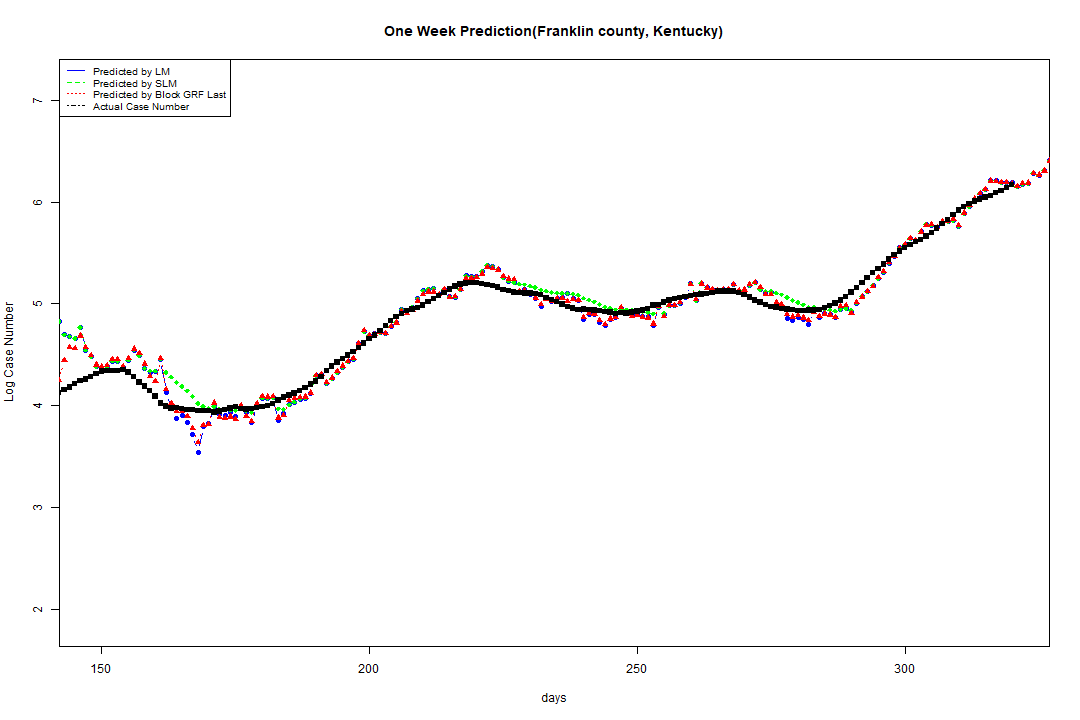 One Week Prediction(Franklin county, Kentucky)
Predicted by LM
Predicted by SLM
Predicted by Block GRF Last
Actual Case Number
Log Case Number
7
6
5
4
3
2
150 200 250 300
days